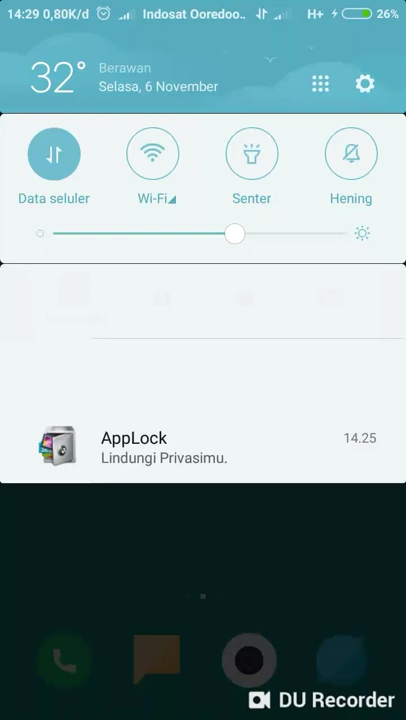 14:29 0,80K/d Indosat Ooredoo.. H+ 26%
32° Berawan
Selasa, 6 November
Data seluler Wi-Fi Senter Hening
AppLock 14.25
Lindungi Privasimu.
DU Recorder